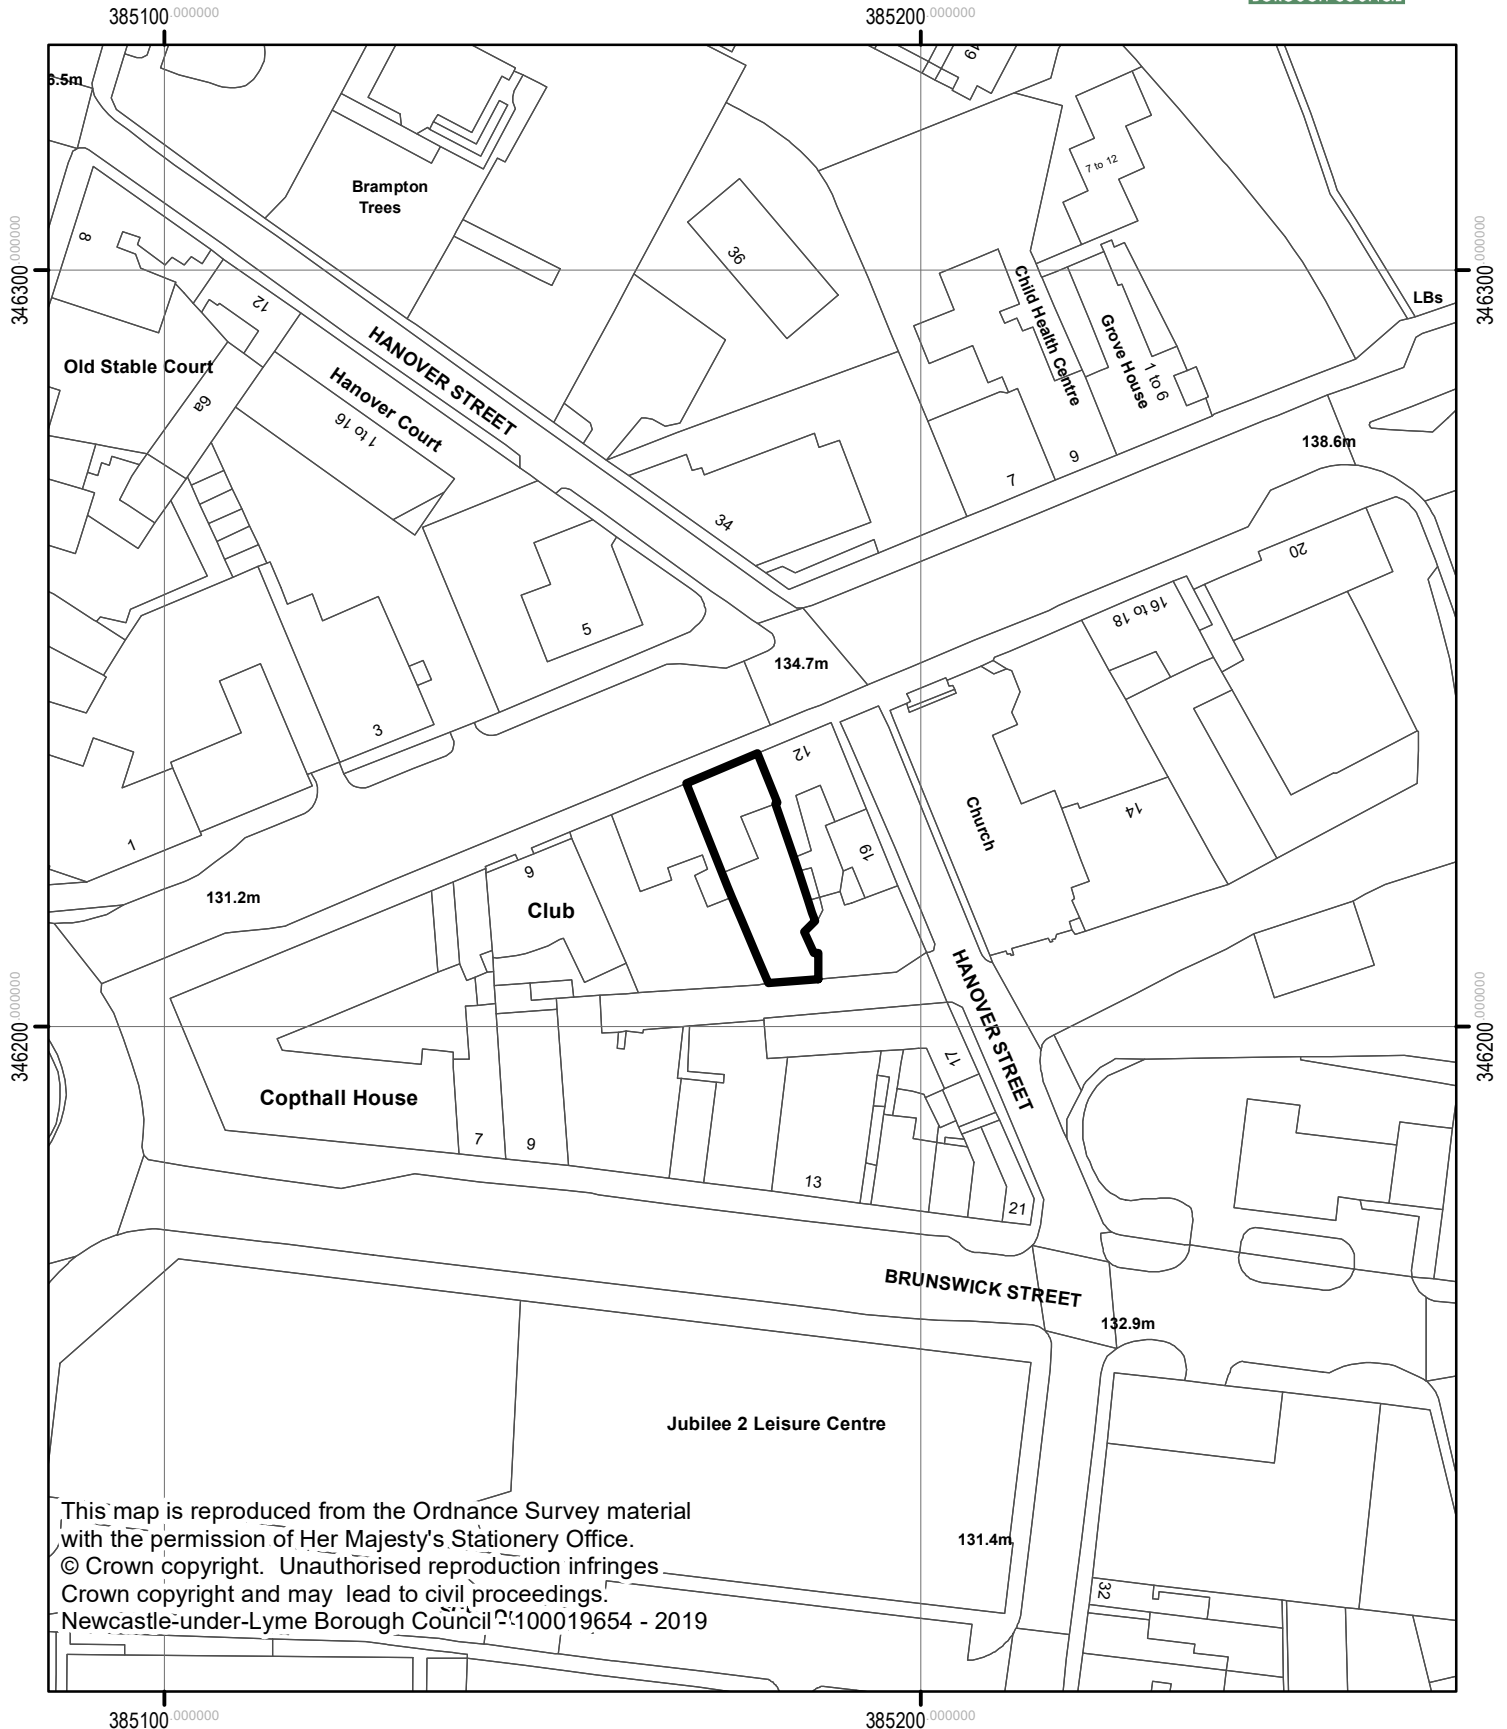 385100.000000
385200.000000
346300.000000
346300.000000
346200.000000
346200.000000
6.5m
19
7 to 12
Brampton
Trees
8
36
12
LBs
Child Health Centre
Grove House
1 to 6
HANOVER STREET
Old Stable Court
Hanover Court
6a
1 to 16
138.6m
6
7
34
20
16 to 18
5
134.7m
3
12
Church
14
1
19
6
131.2m
Club
HANOVER STREET
17
Copthall House
7
9
13
21
BRUNSWICK STREET
132.9m
Jubilee 2 Leisure Centre
131.4m
32
This map is reproduced from the Ordnance Survey material
with the permission of Her Majesty's Stationery Office.
© Crown copyright. Unauthorised reproduction infringes
Crown copyright and may lead to civil proceedings.
Newcastle-under-Lyme Borough Council - 100019654 - 2019
385100.000000
385200.000000